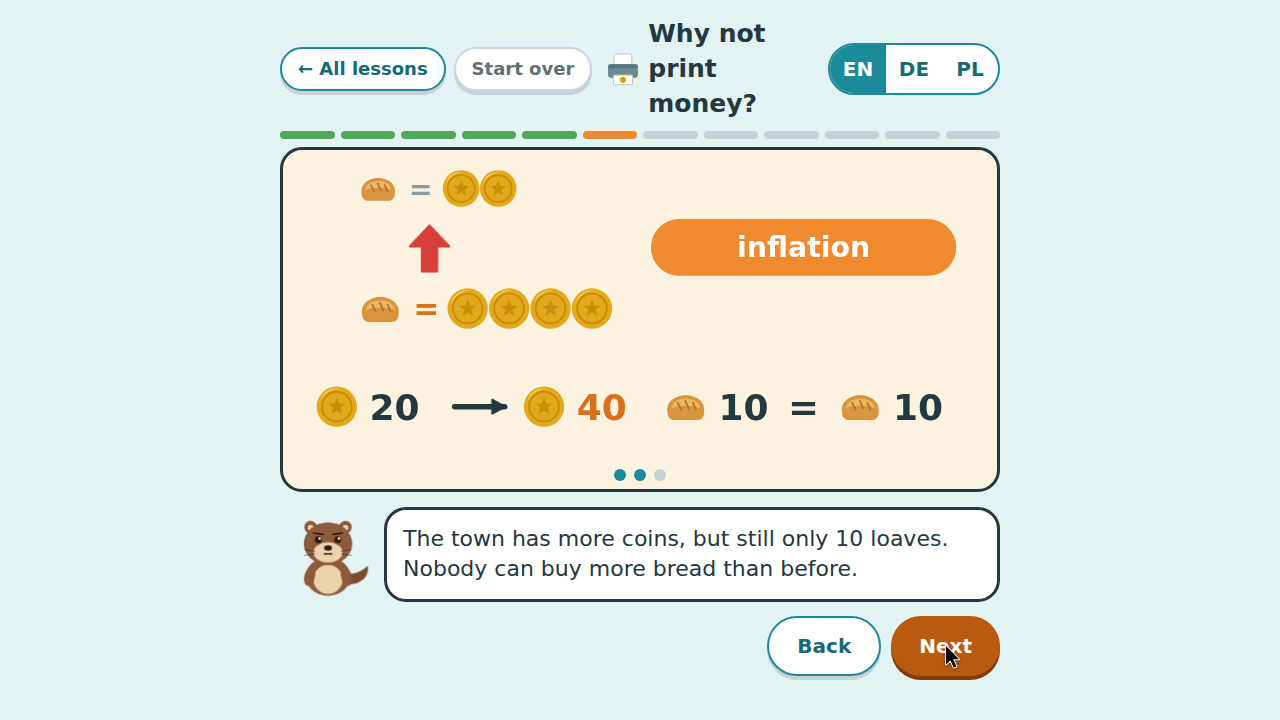 ← All lessons
Start over
Why not
print
money?
EN DE PL
=
inflation
=
20 → 40 10 = 10
The town has more coins, but still only 10 loaves.
Nobody can buy more bread than before.
Back
Next